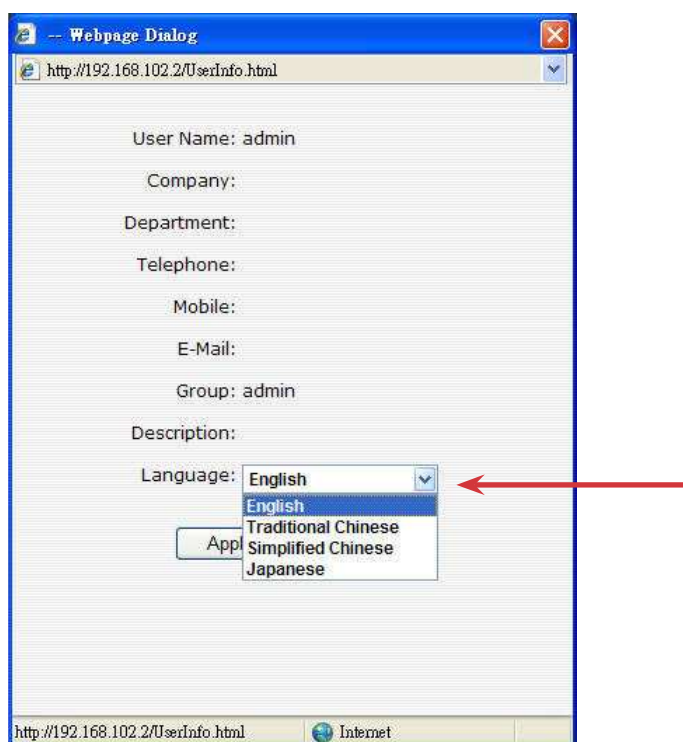 -- Webpage Dialog
http://192.168.102.2/UserInfo.html
User Name: admin
Company:
Department:
Telephone:
Mobile:
E-Mail:
Group: admin
Description:
Language: English
English
Traditional Chinese
Simplified Chinese
Japanese
http://192.168.102.2/UserInfo.html Internet